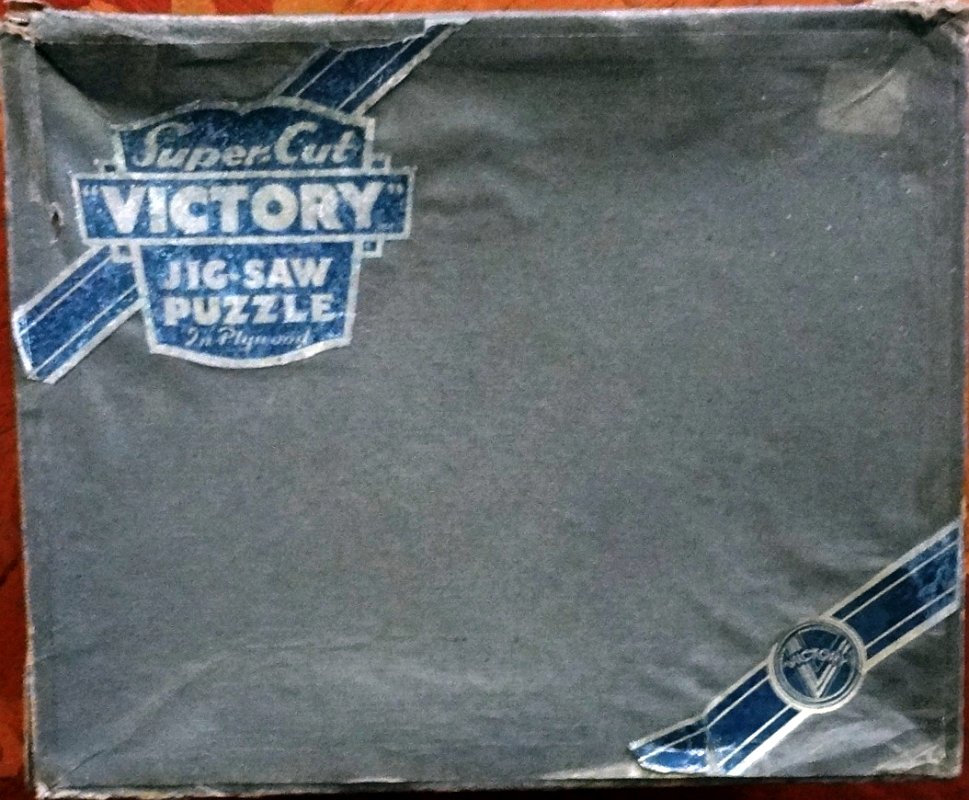 Super-Cut
"VICTORY"
JIG-SAW
PUZZLE
In Plywood
VICTORY